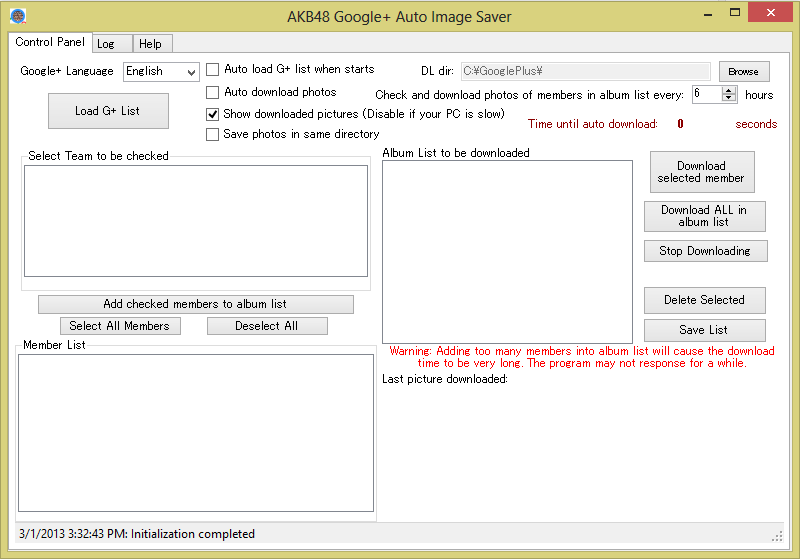 AKB48 Google+ Auto Image Saver
Control Panel
Log
Help
Google+ Language
English
Auto load G+ list when starts
DL dir:
C:¥GooglePlus¥
Browse
Auto download photos
Check and download photos of members in album list every:
6
hours
Load G+ List
Show downloaded pictures (Disable if your PC is slow)
Time until auto download:
0
seconds
Save photos in same directory
Select Team to be checked
Album List to be downloaded
Download
selected member
Download ALL in
album list
Stop Downloading
Add checked members to album list
Delete Selected
Select All Members
Deselect All
Save List
Member List
Warning: Adding too many members into album list will cause the download
time to be very long. The program may not response for a while.
Last picture downloaded:
3/1/2013 3:32:43 PM: Initialization completed